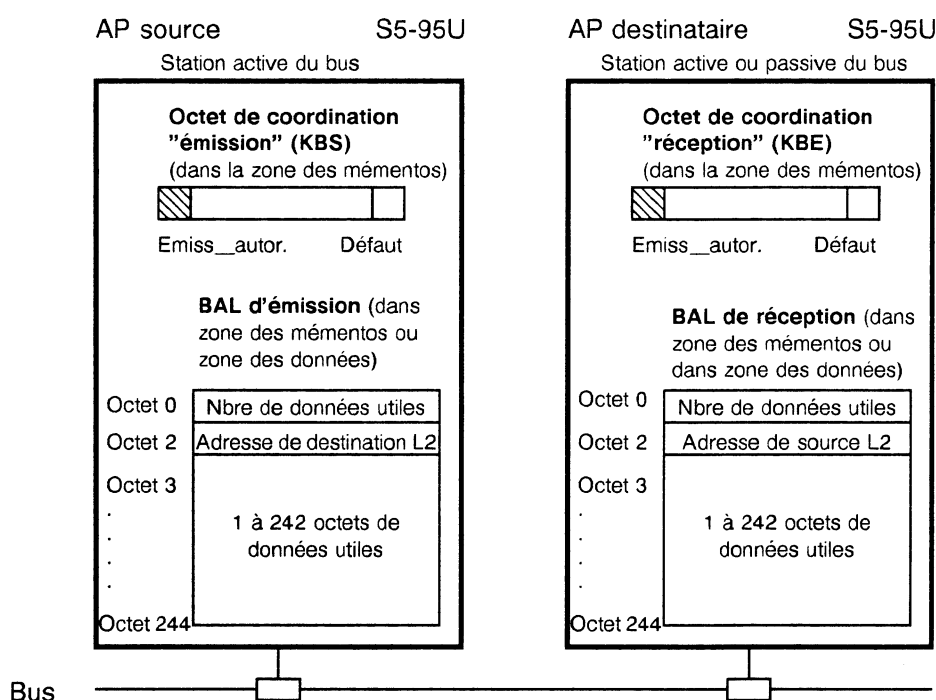 AP source S5-95U
Station active du bus
Octet de coordination
"émission" (KBS)
(dans la zone des mémentos)
Emiss__autor. Défaut
BAL d'émission (dans
zone des mémentos ou
zone des données)
Octet 0 Nbre de données utiles
Octet 2 Adresse de destination L2
Octet 3
1 à 242 octets de
données utiles
Octet 244
AP destinataire S5-95U
Station active ou passive du bus
Octet de coordination
"réception" (KBE)
(dans la zone des mémentos)
Emiss__autor. Défaut
BAL de réception (dans
zone des mémentos ou
dans zone des données)
Octet 0 Nbre de données utiles
Octet 2 Adresse de source L2
Octet 3
1 à 242 octets de
données utiles
Octet 244
Bus